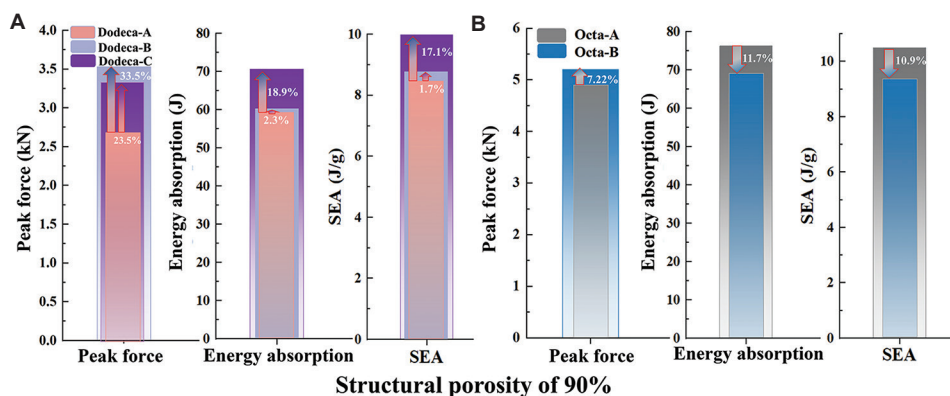 A
Dodeca-A
Dodeca-B
Dodeca-C
4.0
3.5
3.0
2.5
2.0
1.5
1.0
0.5
0.0
Peak force (kN)
33.5%
23.5%
Peak force
80
70
60
50
40
30
20
10
0
Energy absorption (J)
18.9%
2.3%
Energy absorption
10
8
6
4
2
0
SEA (J/g)
17.1%
1.7%
SEA
B
Octa-A
Octa-B
6
5
4
3
2
1
0
Peak force (kN)
7.22%
Peak force
80
70
60
50
40
30
20
10
0
Energy absorption (J)
11.7%
Energy absorption
10
8
6
4
2
0
SEA (J/g)
10.9%
SEA
Structural porosity of 90%